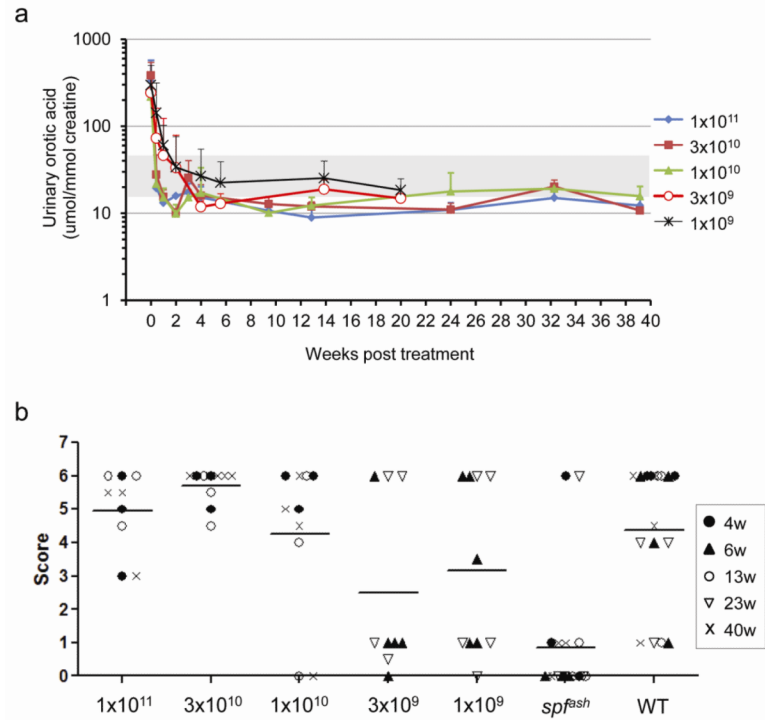 a
1000
100
10
1
Urinary orotic acid
(umol/mmol creatine)
0 2 4 6 8 10 12 14 16 18 20 22 24 26 28 30 32 34 36 38 40
Weeks post treatment
1x10¹¹
3x10¹⁰
1x10¹⁰
3x10⁹
1x10⁹
b
7
6
5
4
3
2
1
0
Score
1x10¹¹ 3x10¹⁰ 1x10¹⁰ 3x10⁹ 1x10⁹ spfᵃˢʰ WT
4w
6w
13w
23w
40w